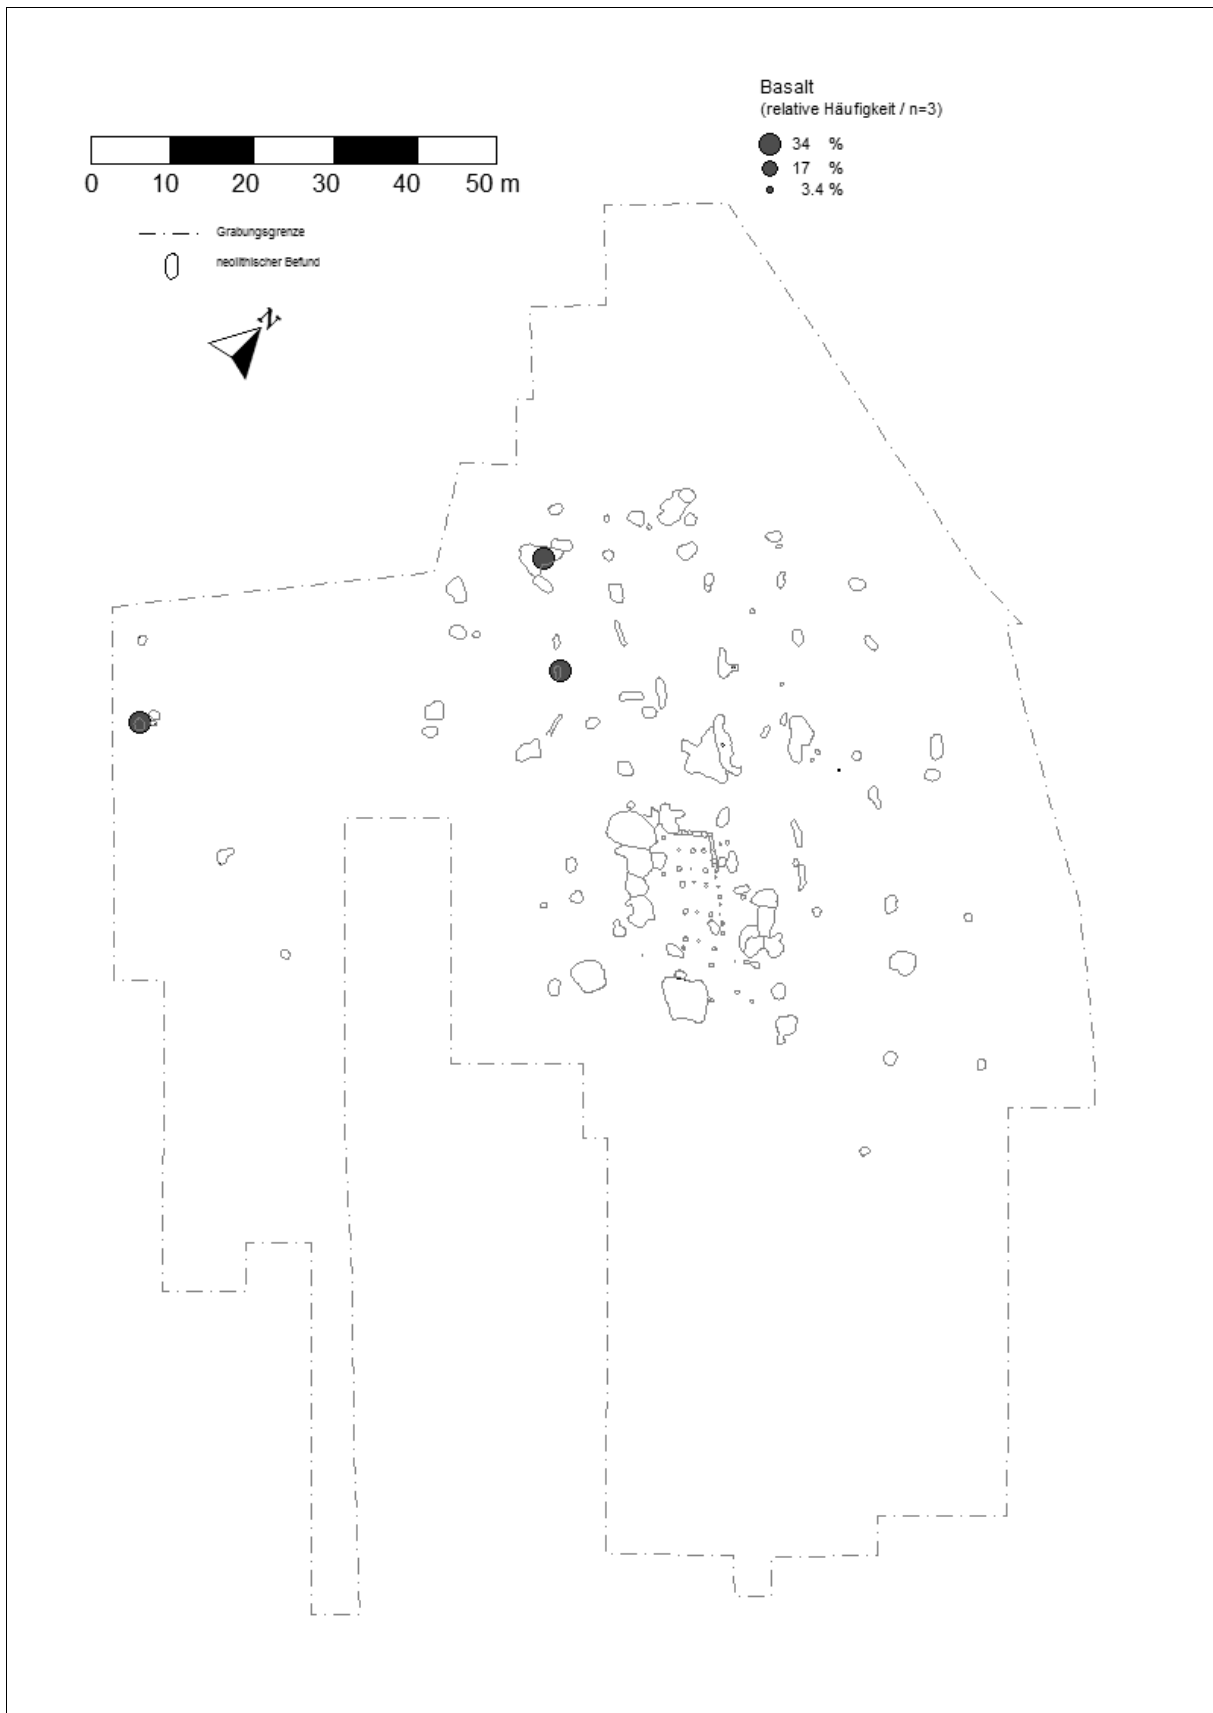 Basalt
(relative Häufigkeit / n=3)
34 %
17 %
3.4 %
0 10 20 30 40 50 m
Grabungsgrenze
neolithischer Befund
N